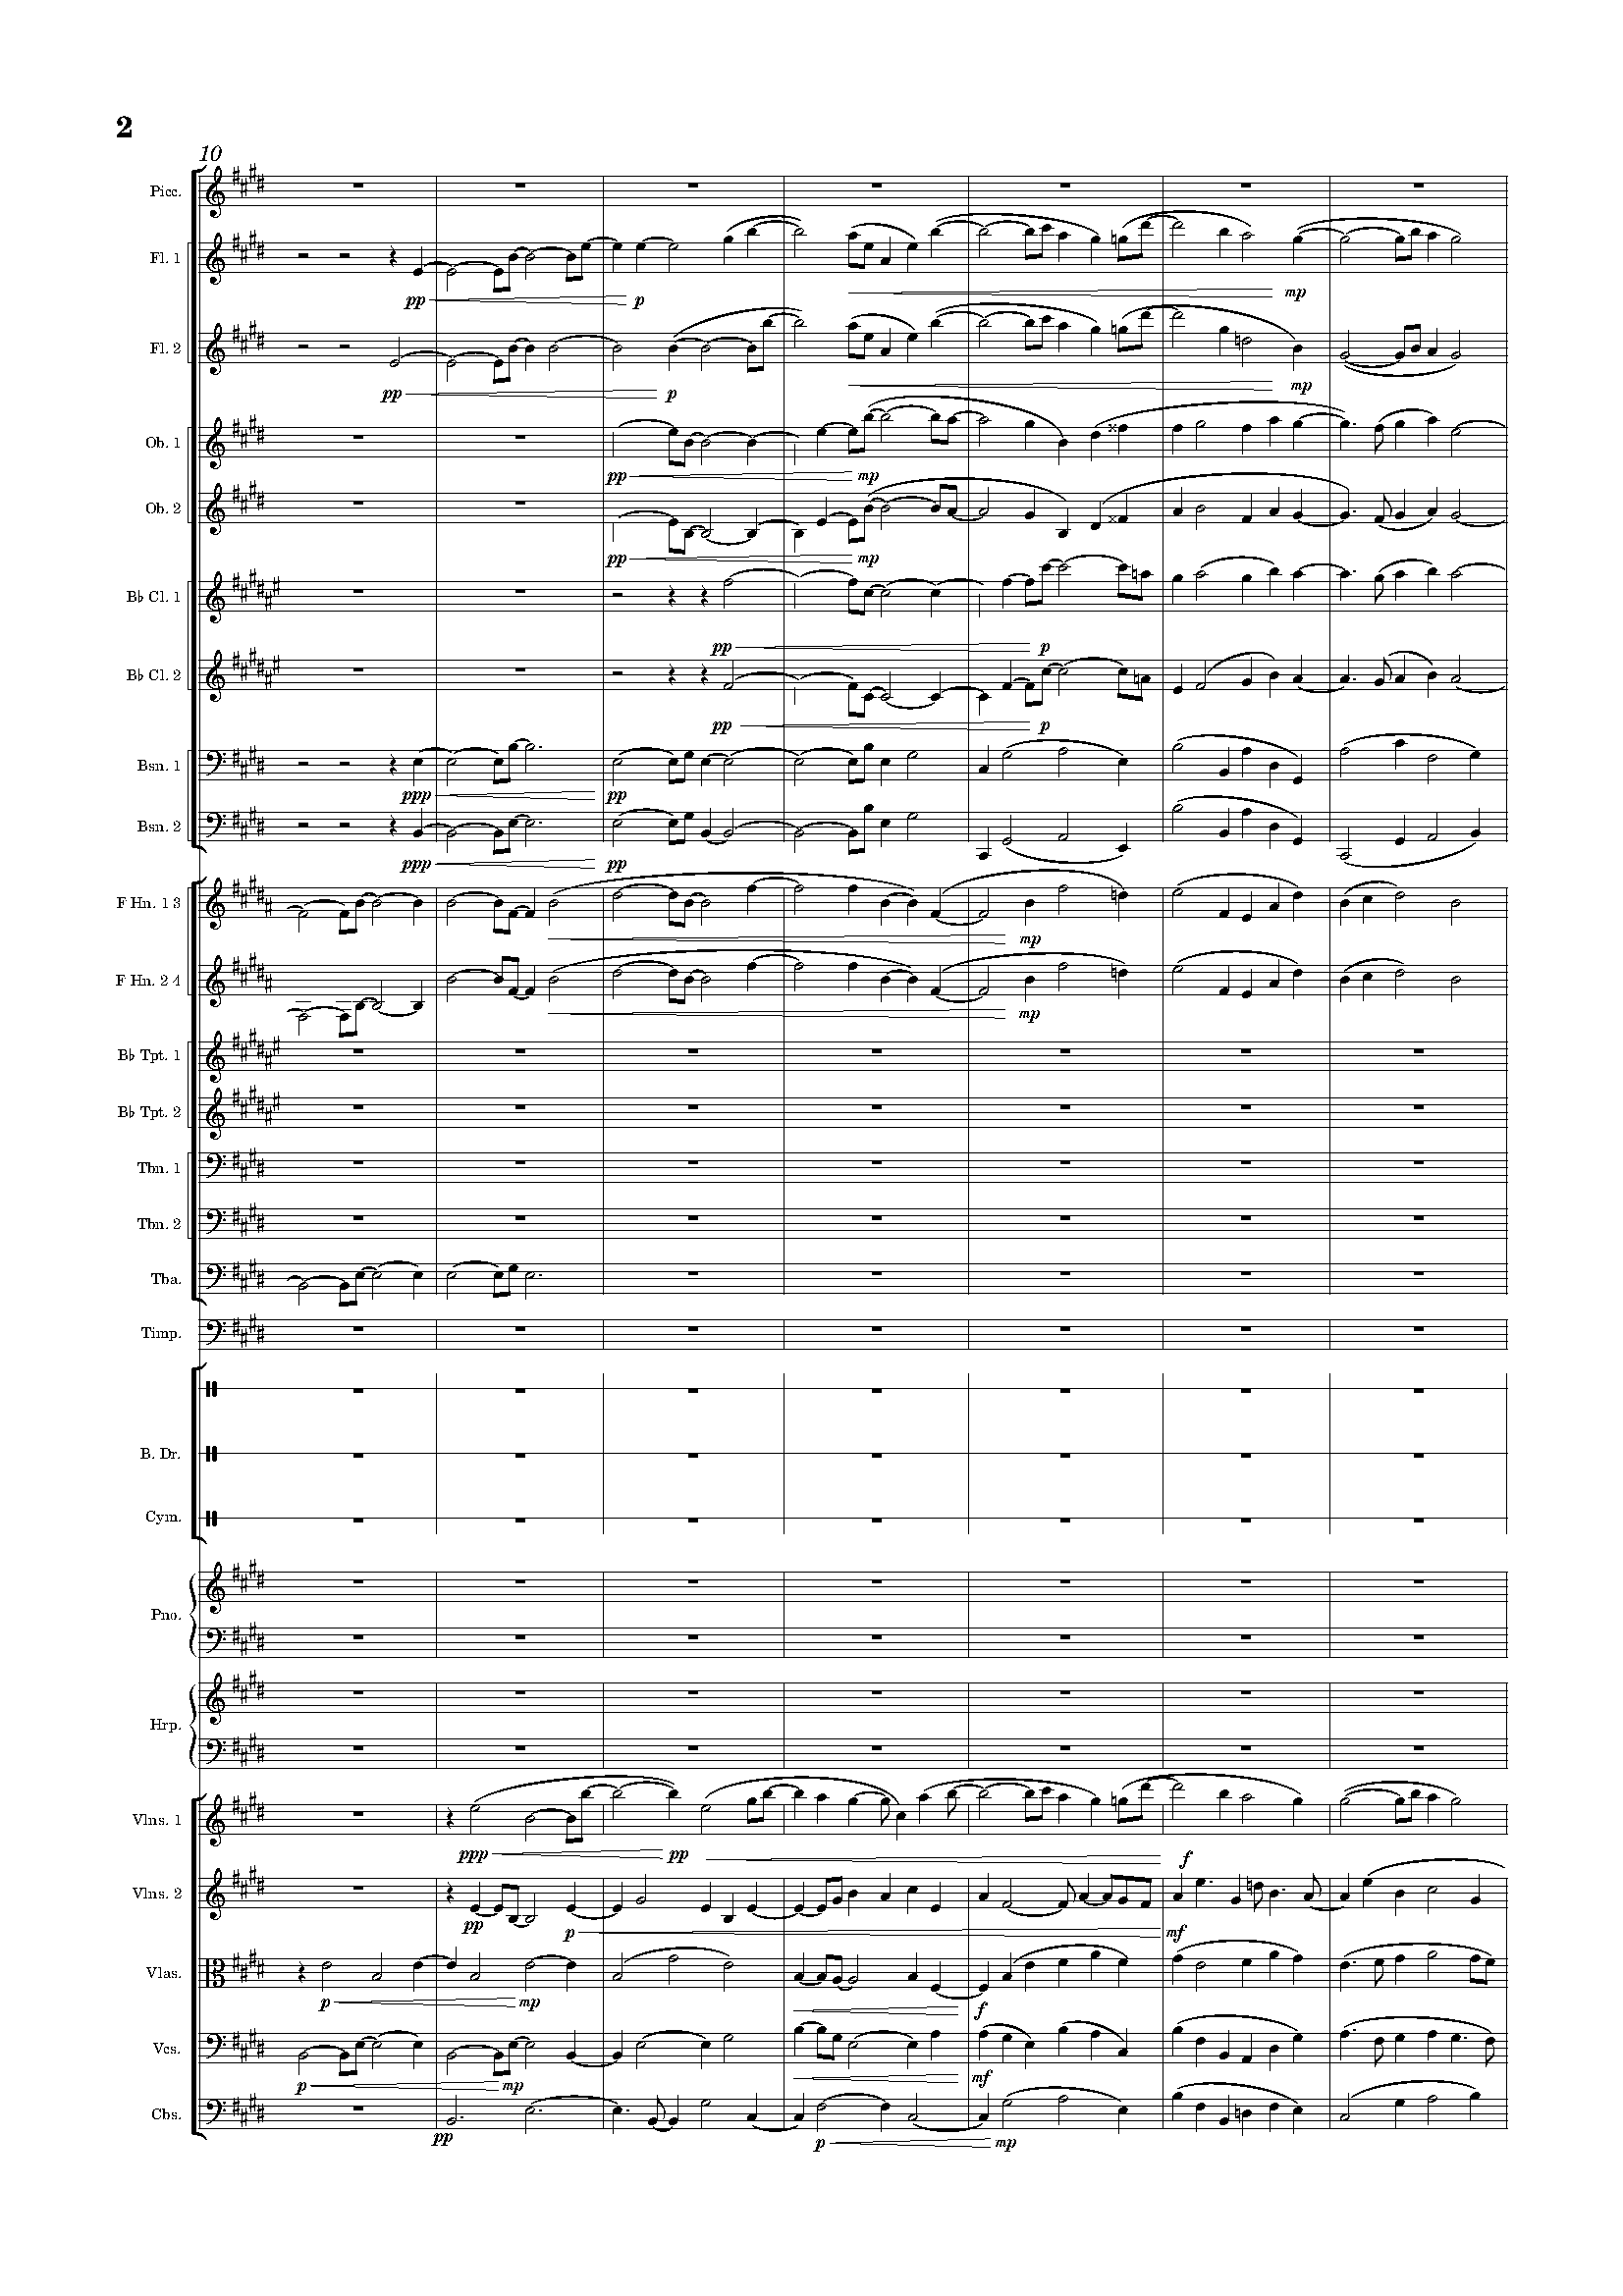 2
10
Picc.
Fl. 1
pp p mp
Fl. 2
pp p mp
Ob. 1
pp mp
Ob. 2
pp mp
B♭ Cl. 1
pp p
B♭ Cl. 2
pp p
Bsn. 1
ppp pp
Bsn. 2
ppp pp
F Hn. 1 3
mp
F Hn. 2 4
mp
B♭ Tpt. 1
B♭ Tpt. 2
Tbn. 1
Tbn. 2
Tba.
Timp.
B. Dr.
Cym.
Pno.
Hrp.
Vlns. 1
ppp pp f
Vlns. 2
pp p mf
Vlas.
p mp f
Vcs.
p mp mf
Cbs.
pp p mp